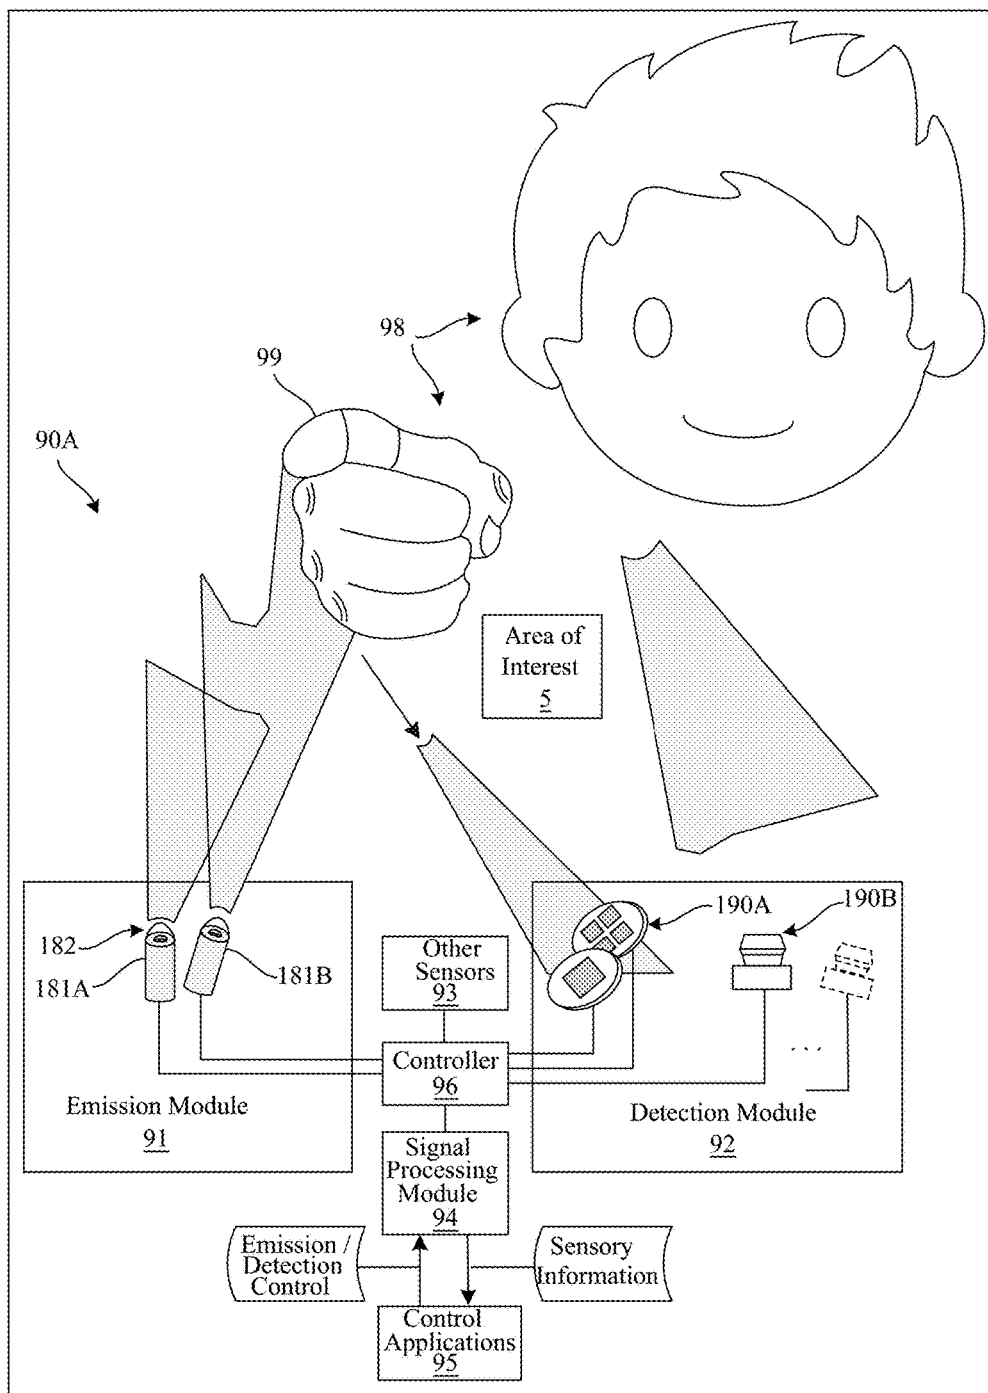 98
99
90A
Area of
Interest
5
190A
190B
182
181A
181B
Other
Sensors
93
Controller
96
Emission Module
91
Detection Module
92
. . .
Signal
Processing
Module
94
Emission /
Detection
Control
Sensory
Information
Control
Applications
95